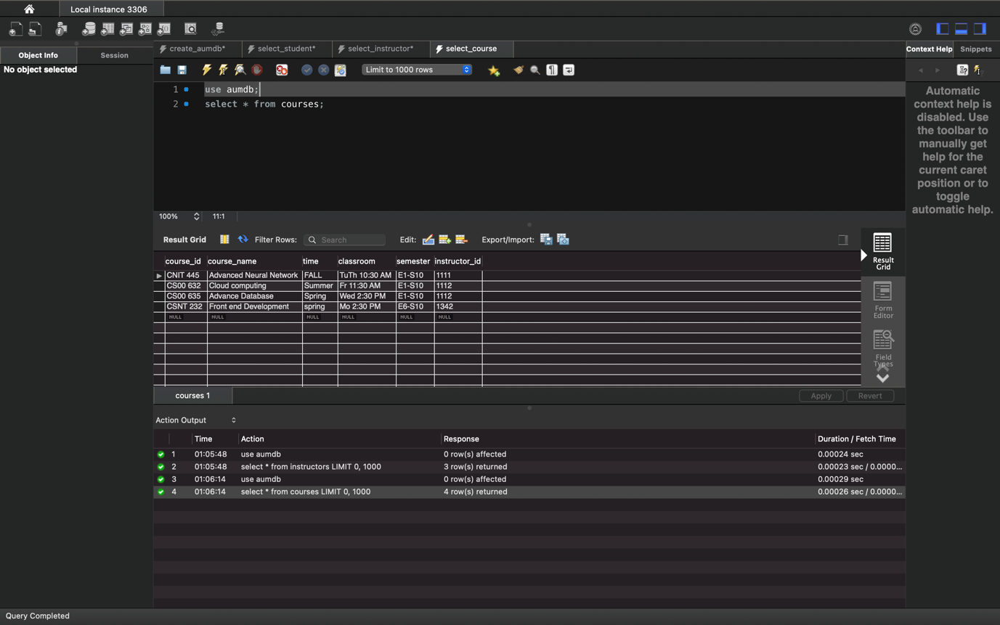 Local instance 3306
Object Info Session
No object selected
create_aumdb* select_student* select_instructor* select_course
Limit to 1000 rows
1 use aumdb;
2 select * from courses;
100% 11:1
Result Grid Filter Rows: Search Edit: Export/Import:
course_id course_name time classroom semester instructor_id
CNIT 445 Advanced Neural Network FALL TuTh 10:30 AM E1-S10 1111
CS00 632 Cloud computing Summer Fr 11:30 AM E1-S10 1112
CS00 635 Advance Database Spring Wed 2:30 PM E1-S10 1112
CSNT 232 Front end Development spring Mo 2:30 PM E6-S10 1342
NULL NULL NULL NULL NULL NULL
Result
Grid
Form
Editor
Field
Types
courses 1 Apply Revert
Action Output
Time Action Response Duration / Fetch Time
1 01:05:48 use aumdb 0 row(s) affected 0.00024 sec
2 01:05:48 select * from instructors LIMIT 0, 1000 3 row(s) returned 0.00023 sec / 0.0000...
3 01:06:14 use aumdb 0 row(s) affected 0.00029 sec
4 01:06:14 select * from courses LIMIT 0, 1000 4 row(s) returned 0.00026 sec / 0.0000...
Query Completed
Context Help Snippets
Automatic
context help is
disabled. Use
the toolbar to
manually get
help for the
current caret
position or to
toggle
automatic help.